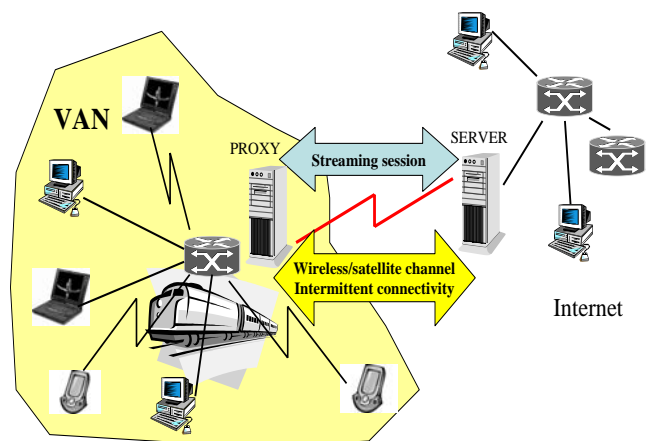 VAN
PROXY
SERVER
Streaming session
Wireless/satellite channel
Intermittent connectivity
Internet